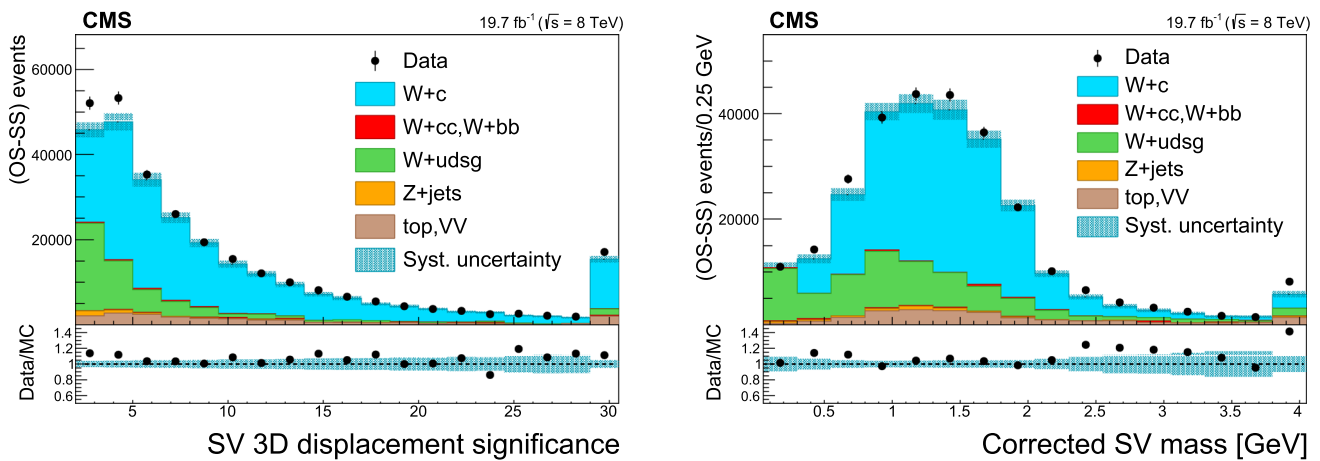 CMS
19.7 fb⁻¹ (√s = 8 TeV)
(OS-SS) events
60000
40000
20000
Data
W+c
W+cc,W+bb
W+udsg
Z+jets
top,VV
Syst. uncertainty
Data/MC
1.4
1.2
1
0.8
0.6
5 10 15 20 25 30
SV 3D displacement significance
CMS
19.7 fb⁻¹ (√s = 8 TeV)
(OS-SS) events/0.25 GeV
40000
20000
Data
W+c
W+cc,W+bb
W+udsg
Z+jets
top,VV
Syst. uncertainty
Data/MC
1.4
1.2
1
0.8
0.6
0.5 1 1.5 2 2.5 3 3.5 4
Corrected SV mass [GeV]